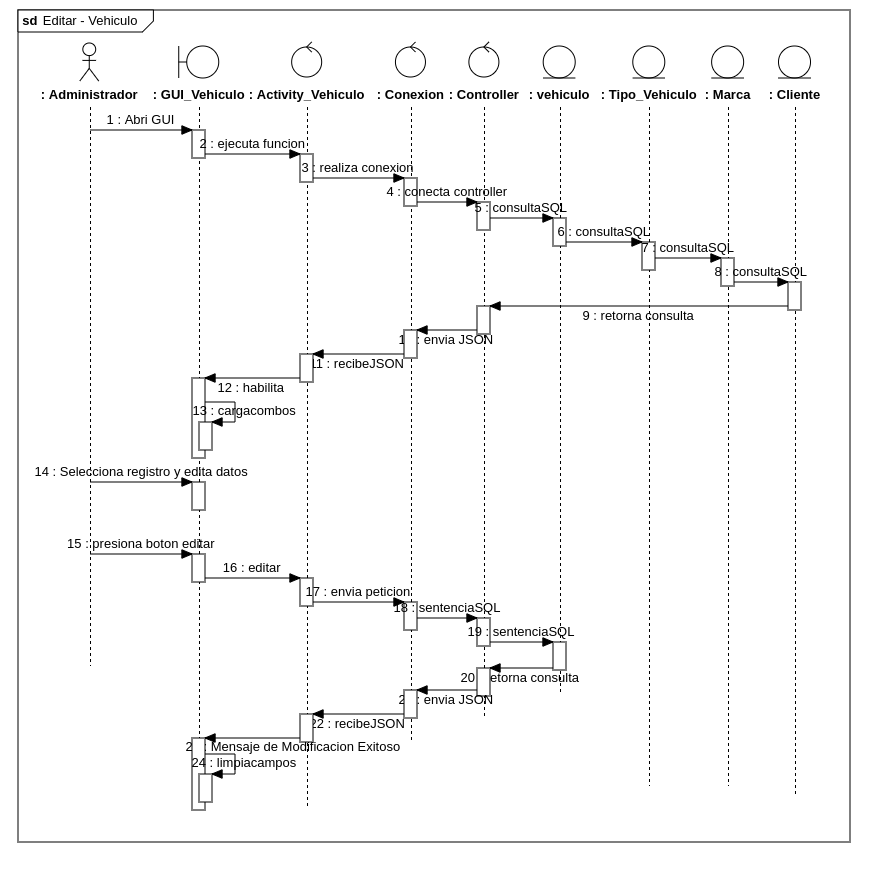 sd Editar - Vehiculo
: Administrador : GUI_Vehiculo : Activity_Vehiculo : Conexion : Controller : vehiculo : Tipo_Vehiculo : Marca : Cliente
1 : Abri GUI
2 : ejecuta funcion
3 : realiza conexion
4 : conecta controller
5 : consultaSQL
6 : consultaSQL
7 : consultaSQL
8 : consultaSQL
9 : retorna consulta
1 : envia JSON
11 : recibeJSON
12 : habilita
13 : cargacombos
14 : Selecciona registro y edita datos
15 : presiona boton editar
16 : editar
17 : envia peticion
18 : sentenciaSQL
19 : sentenciaSQL
20 etorna consulta
2 : envia JSON
22 : recibeJSON
2 : Mensaje de Modificacion Exitoso
24 : limpiacampos